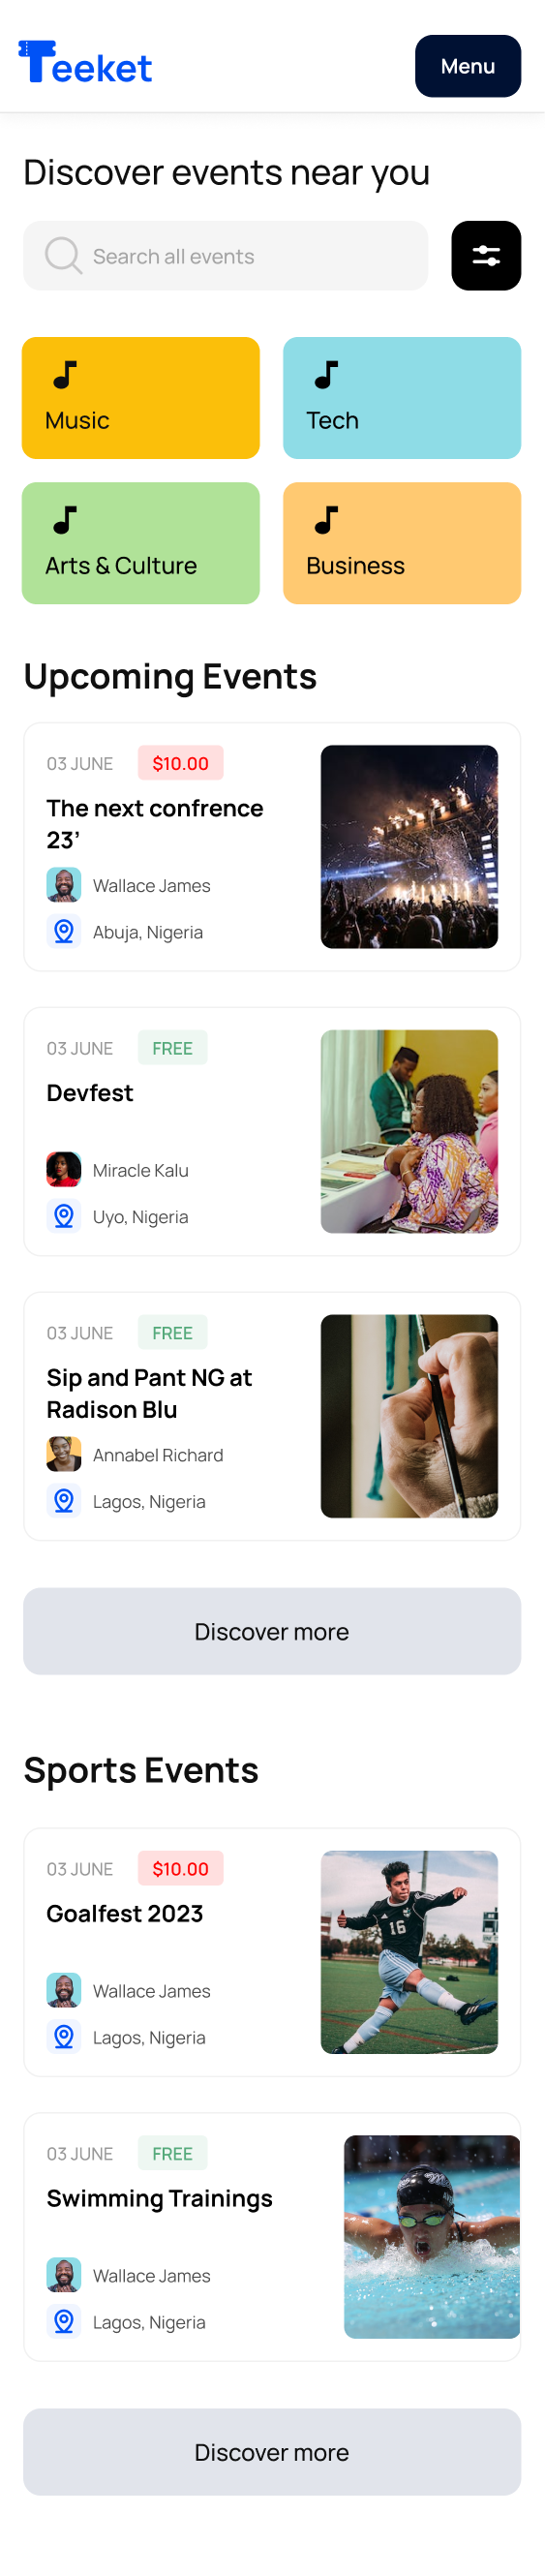 Teeket
Menu
Discover events near you
Search all events
Music
Tech
Arts & Culture
Business
Upcoming Events
03 JUNE
$10.00
The next confrence
23’
Wallace James
Abuja, Nigeria
03 JUNE
FREE
Devfest
Miracle Kalu
Uyo, Nigeria
03 JUNE
FREE
Sip and Pant NG at
Radison Blu
Annabel Richard
Lagos, Nigeria
Discover more
Sports Events
03 JUNE
$10.00
Goalfest 2023
16
Wallace James
Lagos, Nigeria
03 JUNE
FREE
Swimming Trainings
Wallace James
Lagos, Nigeria
Discover more